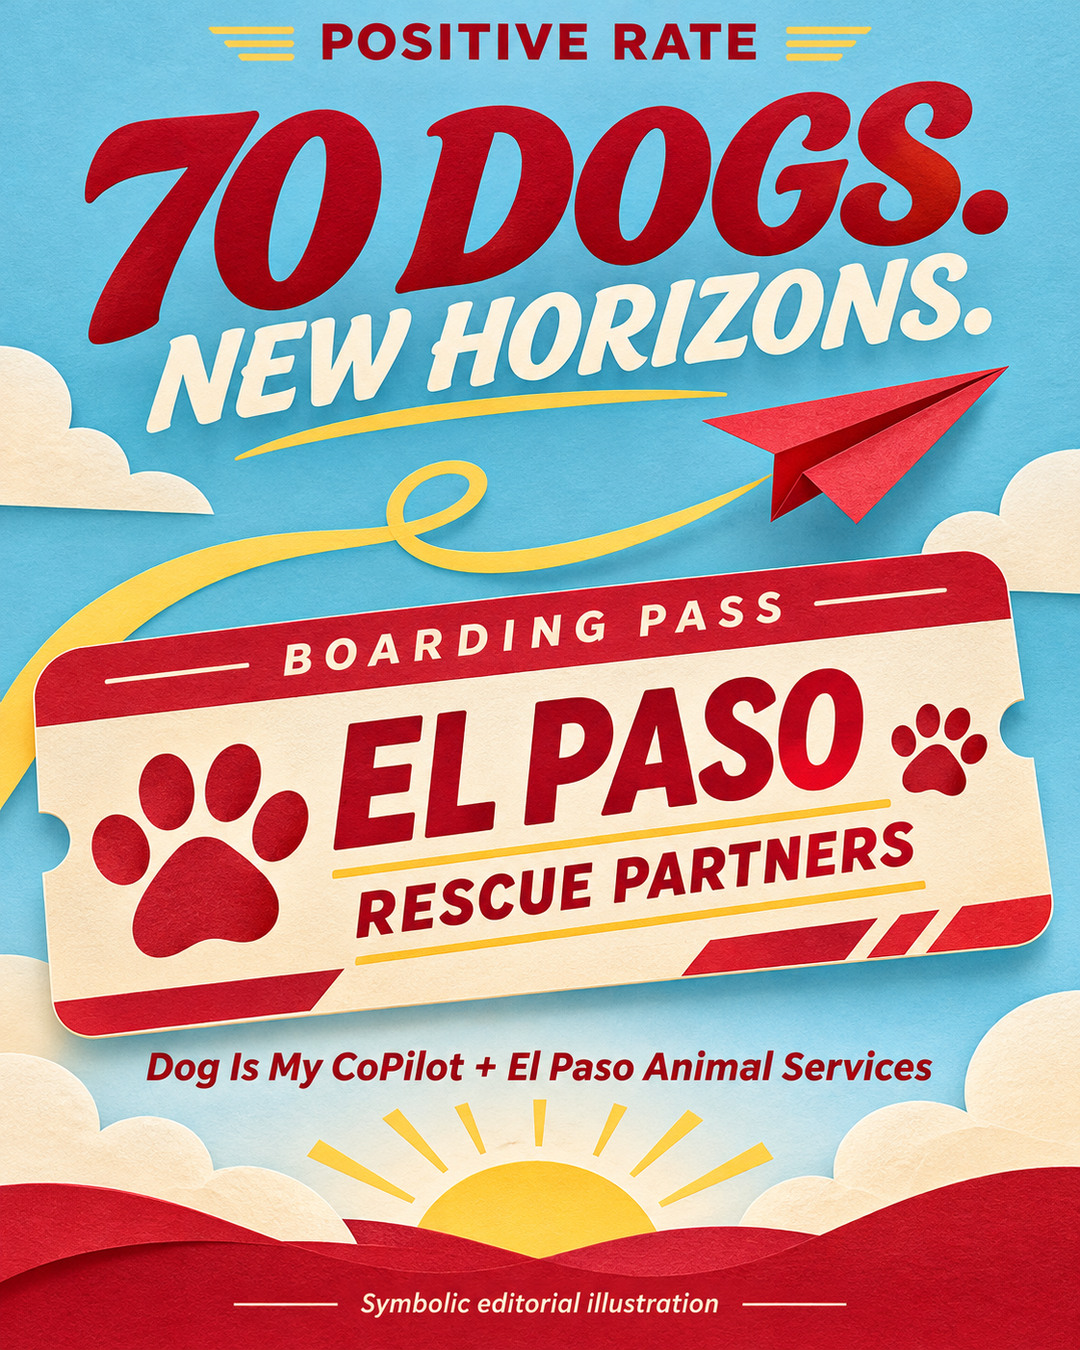 POSITIVE RATE
70 DOGS.
NEW HORIZONS.
BOARDING PASS
EL PASO
RESCUE PARTNERS
Dog Is My CoPilot + El Paso Animal Services
Symbolic editorial illustration